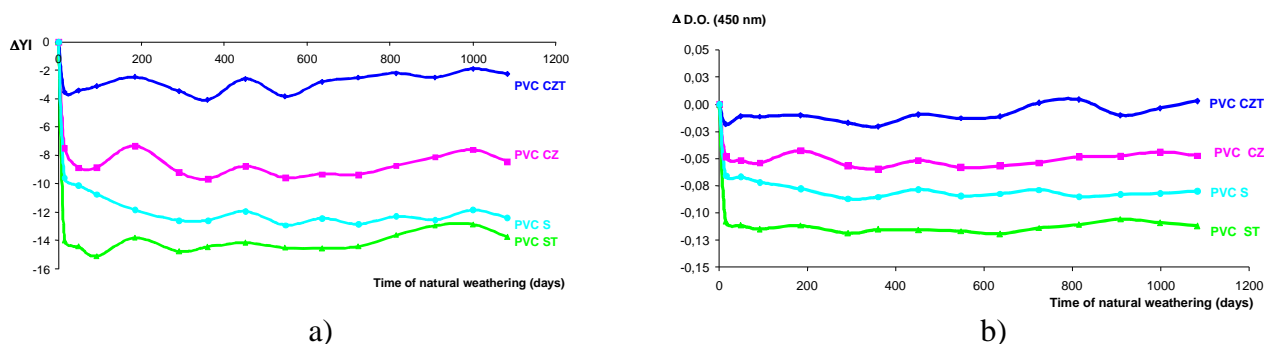 ΔYI
0
-2
-4
-6
-8
-10
-12
-14
-16
0
200
400
600
800
1000
1200
PVC CZT
PVC CZ
PVC S
PVC ST
Time of natural weathering (days)
a)
Δ D.O. (450 nm)
0,05
0,03
0,00
-0,03
-0,05
-0,08
-0,10
-0,13
-0,15
PVC CZT
PVC CZ
PVC S
PVC ST
0
200
400
600
800
1000
1200
Time of natural weathering (days)
b)